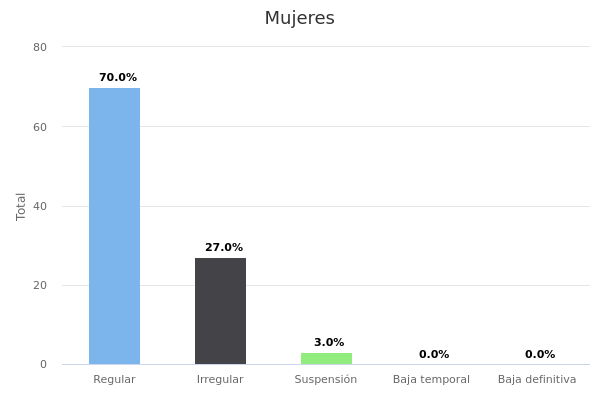 Mujeres
80
60
40
20
0
Total
70.0%
27.0%
3.0%
0.0%
0.0%
Regular
Irregular
Suspensión
Baja temporal
Baja definitiva